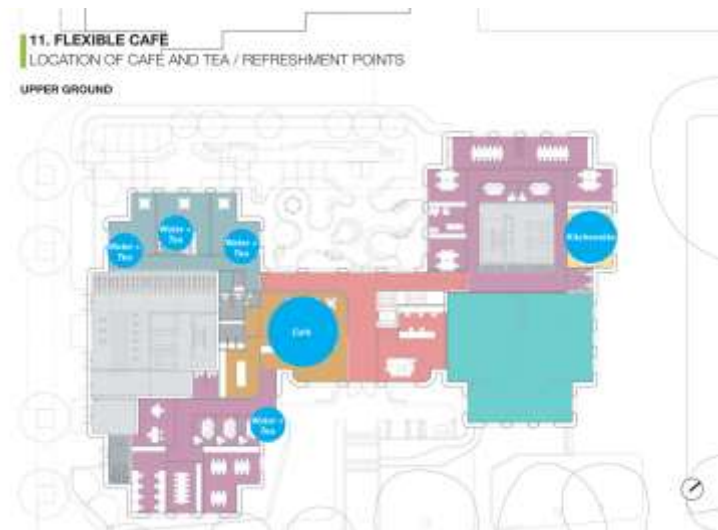 11. FLEXIBLE CAFÉ
LOCATION OF CAFÉ AND TEA / REFRESHMENT POINTS
UPPER GROUND
Water +
Tea
Water +
Tea
Water +
Tea
Kitchenette
Café
Water +
Tea